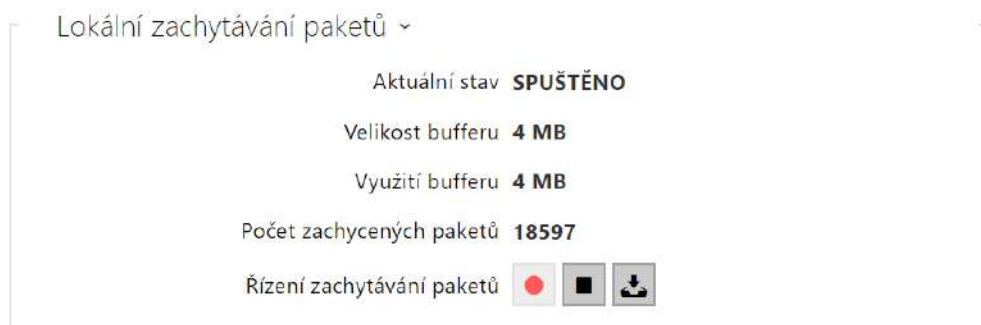 Lokální zachytávání paketů
Aktuální stav SPUŠTĚNO
Velikost bufferu 4 MB
Využití bufferu 4 MB
Počet zachycených paketů 18597
Řízení zachytávání paketů